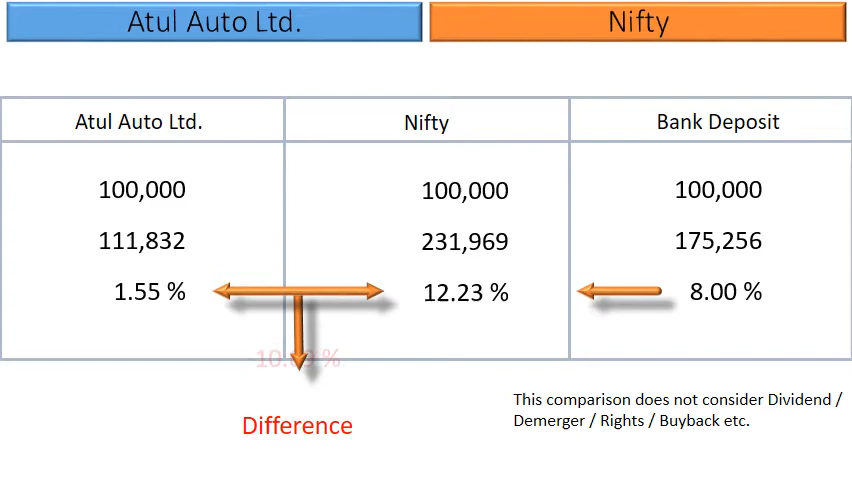 Atul Auto Ltd.
Nifty
Atul Auto Ltd.
Nifty
Bank Deposit
100,000
100,000
100,000
111,832
231,969
175,256
1.55 %
12.23 %
8.00 %
Difference
This comparison does not consider Dividend /
Demerger / Rights / Buyback etc.